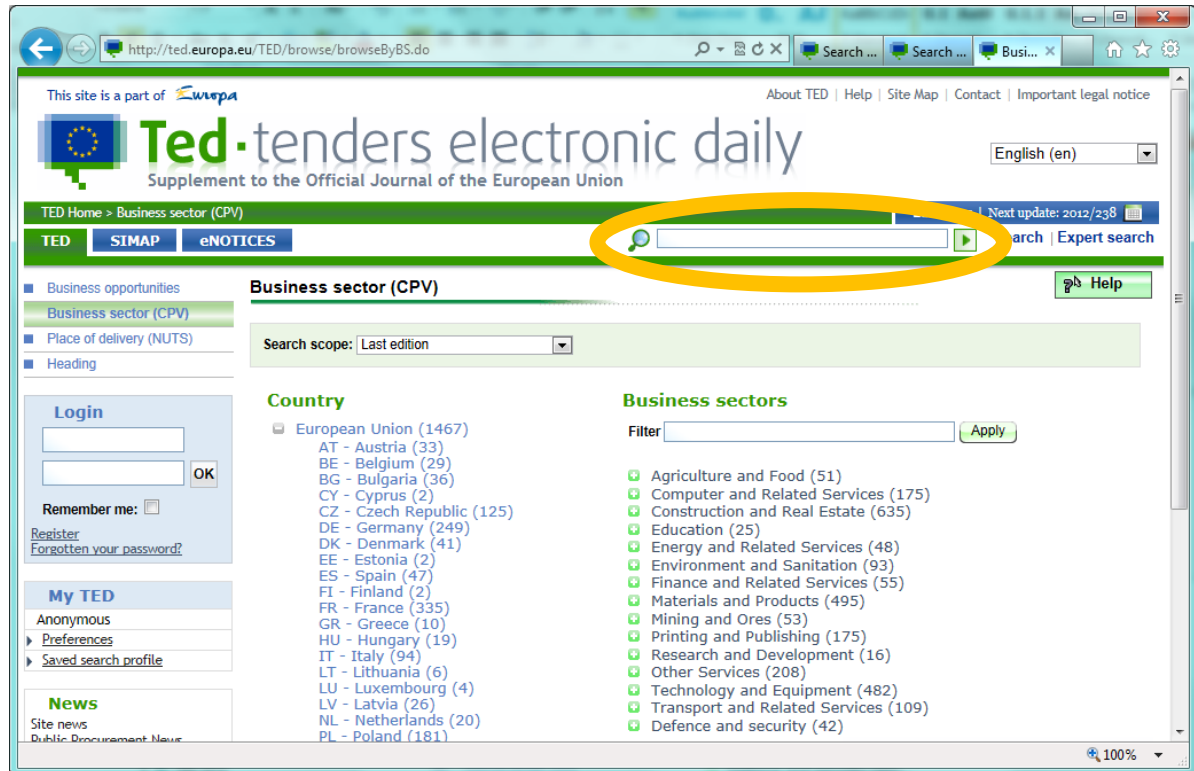 http://ted.europa.eu/TED/browse/browseByBS.do
Search ...
Search ...
Busi...
This site is a part of Europa
About TED | Help | Site Map | Contact | Important legal notice
Ted tenders electronic daily
Supplement to the Official Journal of the European Union
English (en)
TED Home > Business sector (CPV)
| Next update: 2012/238
TED
SIMAP
eNOTICES
| Expert search
Business opportunities
Business sector (CPV)
Place of delivery (NUTS)
Heading
Business sector (CPV)
Help
Search scope: Last edition
Login
OK
Remember me:
Register
Forgotten your password?
My TED
Anonymous
Preferences
Saved search profile
News
Site news
Public Procurement News
Country
European Union (1467)
AT - Austria (33)
BE - Belgium (29)
BG - Bulgaria (36)
CY - Cyprus (2)
CZ - Czech Republic (125)
DE - Germany (249)
DK - Denmark (41)
EE - Estonia (2)
ES - Spain (47)
FI - Finland (2)
FR - France (335)
GR - Greece (10)
HU - Hungary (19)
IT - Italy (94)
LT - Lithuania (6)
LU - Luxembourg (4)
LV - Latvia (26)
NL - Netherlands (20)
PL - Poland (181)
Business sectors
Filter
Apply
Agriculture and Food (51)
Computer and Related Services (175)
Construction and Real Estate (635)
Education (25)
Energy and Related Services (48)
Environment and Sanitation (93)
Finance and Related Services (55)
Materials and Products (495)
Mining and Ores (53)
Printing and Publishing (175)
Research and Development (16)
Other Services (208)
Technology and Equipment (482)
Transport and Related Services (109)
Defence and security (42)
100%